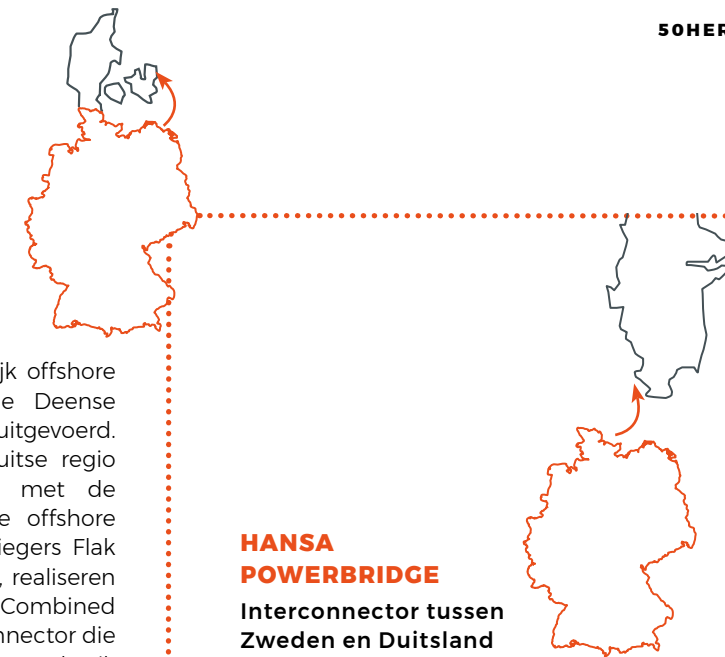 50HER
jk offshore
e Deense
uitgevoerd.
uitse regio
met de
e offshore
iegers Flak
, realiseren
Combined
nnector die
HANSA
POWERBRIDGE
Interconnector tussen
Zweden en Duitsland